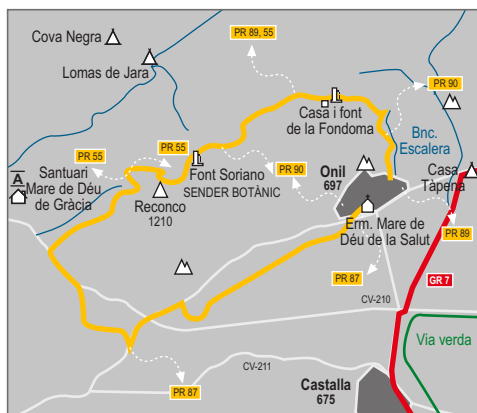 Cova Negra
Lomas de Jara
PR 89, 55
PR 90
Casa i font
de la Fondoma
Bnc.
Escalera
PR 55
PR 55
Santuari
Mare de Déu
de Gràcia
Font Soriano
SENDER BOTÀNIC
PR 90
Onil
697
Casa
Tàpena
Reconco
1210
Erm. Mare de
Déu de la Salut
PR 89
PR 87
GR 7
CV-210
Via verda
CV-211
PR 87
Castalla
675
A